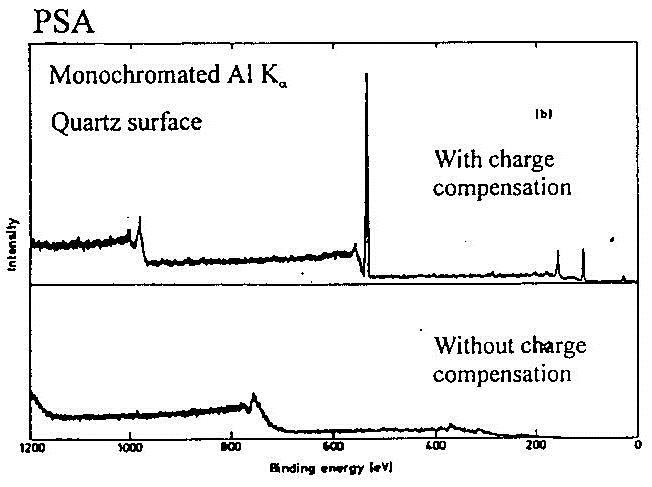 PSA
Monochromated Al Kα
Quartz surface
(b)
With charge
compensation
Intensity
Without charge
compensation
1200 1000 800 600 400 200 0
Binding energy (eV)